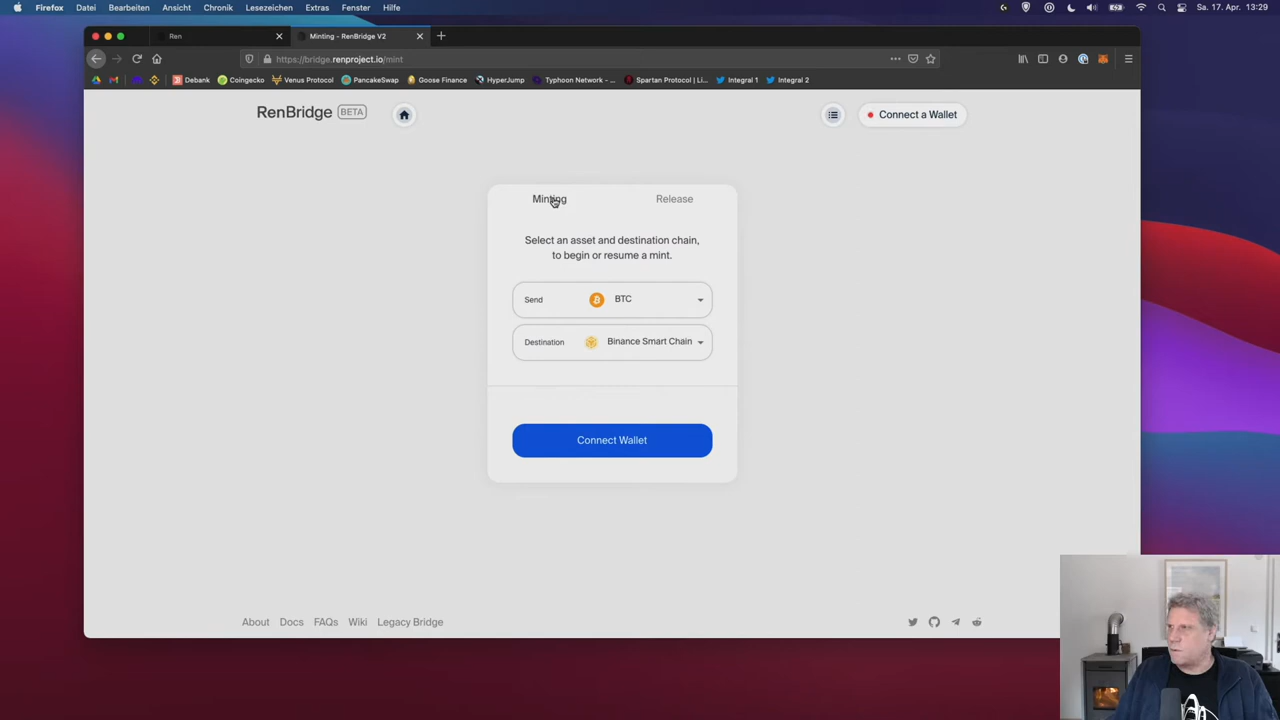 Firefox Datei Bearbeiten Ansicht Chronik Lesezeichen Extras Fenster Hilfe Sa. 17. Apr. 13:29
Ren Minting - RenBridge V2
https://bridge.renproject.io/mint
Debank Coingecko Venus Protocol PancakeSwap Goose Finance HyperJump Typhoon Network - ... Spartan Protocol | Li... Integral 1 Integral 2
RenBridge BETA Connect a Wallet
Minting Release
Select an asset and destination chain,
to begin or resume a mint.
Send BTC
Destination Binance Smart Chain
Connect Wallet
About Docs FAQs Wiki Legacy Bridge